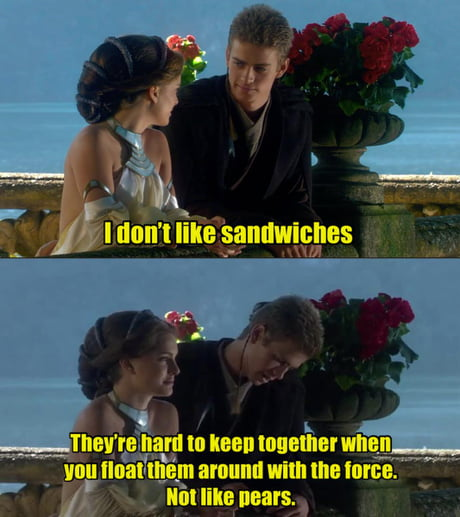 I don't like sandwiches
They're hard to keep together when
you float them around with the force.
Not like pears.